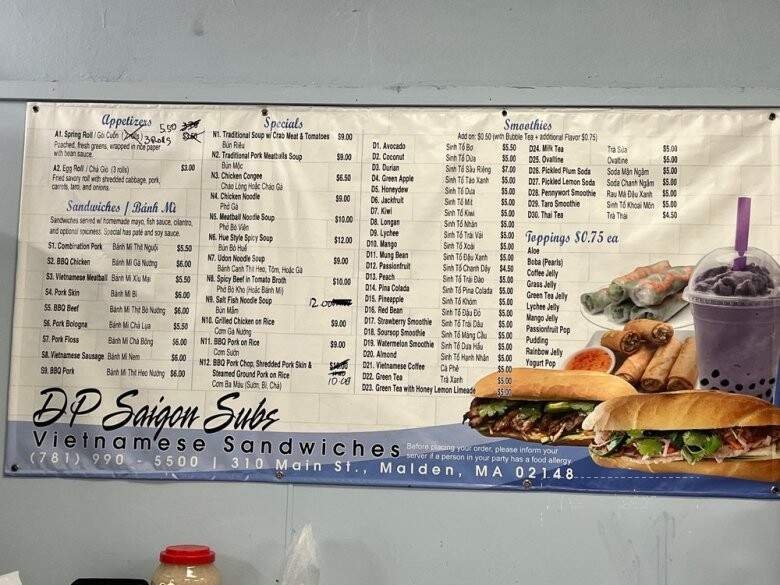 Appetizers
A1. Spring Roll / Gỏi Cuốn 3 Rolls 5.50
Poached, fresh greens, wrapped in rice paper
with bean sauce.
A2. Egg Roll / Chả Giò (3 rolls) $3.00
Fried savory roll with shredded cabbage, pork,
carrots, taro, and onions.
Sandwiches / Bánh Mì
Sandwiches served w/ homemade mayo, fish sauce, cilantro,
and optional spiciness. Special has paté and soy sauce.
S1. Combination Pork Bánh Mì Thịt Nguội $5.50
S2. BBQ Chicken Bánh Mì Gà Nướng $6.00
S3. Vietnamese Meatball Bánh Mì Xíu Mại $5.50
S4. Pork Skin Bánh Mì Bì $6.00
S5. BBQ Beef Bánh Mì Thịt Bò Nướng $6.00
S6. Pork Bologna Bánh Mì Chả Lụa $5.50
S7. Pork Floss Bánh Mì Chà Bông $6.00
S8. Vietnamese Sausage Bánh Mì Nem $6.00
S9. BBQ Pork Bánh Mì Thịt Heo Nướng $6.00
Specials
N1. Traditional Soup w/ Crab Meat & Tomatoes $9.00
Bún Riêu
N2. Traditional Pork Meatballs Soup $9.00
Bún Mộc
N3. Chicken Congee $6.50
Cháo Lòng Hoặc Cháo Gà
N4. Chicken Noodle $9.00
Phở Gà
N5. Meatball Noodle Soup $10.00
Phở Bò Viên
N6. Hue Style Spicy Soup $12.00
Bún Bò Huế
N7. Udon Noodle Soup $9.00
Bánh Canh Thịt Heo, Tôm, Hoặc Gà
N8. Spicy Beef in Tomato Broth $10.00
Phở Bò Kho (Hoặc Bánh Mì)
N9. Salt Fish Noodle Soup 12.00
Bún Mắm
N10. Grilled Chicken on Rice $9.00
Cơm Gà Nướng
N11. BBQ Pork on Rice $9.00
Cơm Sườn
N12. BBQ Pork Chop, Shredded Pork Skin &
Steamed Ground Pork on Rice
Cơm Ba Màu (Sườn, Bì, Chả) 10.00
Smoothies
Add on: $0.50 (with Bubble Tea + additional Flavor $0.75)
D1. Avocado Sinh Tố Bơ $5.50
D2. Coconut Sinh Tố Dừa $5.00
D3. Durian Sinh Tố Sầu Riêng $7.00
D4. Green Apple Sinh Tố Táo Xanh $5.00
D5. Honeydew Sinh Tố Dưa $5.00
D6. Jackfruit Sinh Tố Mít $5.00
D7. Kiwi Sinh Tố Kiwi $5.00
D8. Longan Sinh Tố Nhãn $5.00
D9. Lychee Sinh Tố Trái Vải $5.00
D10. Mango Sinh Tố Xoài $5.00
D11. Mung Bean Sinh Tố Đậu Xanh $5.00
D12. Passionfruit Sinh Tố Chanh Dây $4.50
D13. Peach Sinh Tố Trái Đào $5.00
D14. Pina Colada Sinh Tố Pina Colada $5.00
D15. Pineapple Sinh Tố Khóm $5.00
D16. Red Bean Sinh Tố Đậu Đỏ $5.00
D17. Strawberry Smoothie Sinh Tố Trái Dâu $5.00
D18. Soursop Smoothie Sinh Tố Mãng Cầu $5.00
D19. Watermelon Smoothie Sinh Tố Dưa Hấu $5.00
D20. Almond Sinh Tố Hạnh Nhân $5.00
D21. Vietnamese Coffee Cà Phê $5.00
D22. Green Tea Trà Xanh $5.00
D23. Green Tea with Honey Lemon Limeade $5.00
D24. Milk Tea Trà Sữa $5.00
D25. Ovaltine Ovaltine $5.00
D26. Pickled Plum Soda Soda Mặn Ngâm $5.00
D27. Pickled Lemon Soda Soda Chanh Ngâm $5.00
D28. Pennywort Smoothie Rau Má Đậu Xanh $5.00
D29. Taro Smoothie Sinh Tố Khoai Môn $5.00
D30. Thai Tea Trà Thái $4.50
Toppings $0.75 ea
Aloe
Boba (Pearls)
Coffee Jelly
Grass Jelly
Green Tea Jelly
Lychee Jelly
Mango Jelly
Passionfruit Pop
Pudding
Rainbow Jelly
Yogurt Pop
DP Saigon Subs
Vietnamese Sandwiches
(781) 990 - 5500 | 310 Main St., Malden, MA 02148
Before placing your order, please inform your
server if a person in your party has a food allergy.